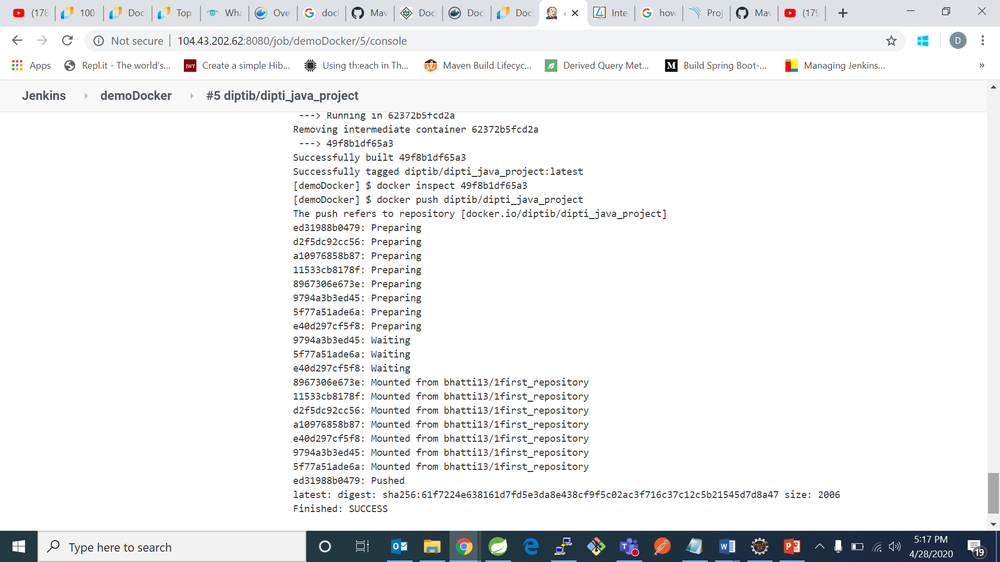 (178
100
Doc
Top
Wha
Ove
doc
Mav
Doc
Doc
Doc
Inte
how
Proj
Mav
(179
Not secure
104.43.202.62:8080/job/demoDocker/5/console
D
Apps
Repl.it - The world's...
JWT
Create a simple Hib...
Using th:each in Th...
Maven Build Lifecyc...
Derived Query Met...
M
Build Spring Boot-...
Managing Jenkins...
»
Jenkins
demoDocker
#5 diptib/dipti_java_project
---> Running in 62372b5fcd2a
Removing intermediate container 62372b5fcd2a
---> 49f8b1df65a3
Successfully built 49f8b1df65a3
Successfully tagged diptib/dipti_java_project:latest
[demoDocker] $ docker inspect 49f8b1df65a3
[demoDocker] $ docker push diptib/dipti_java_project
The push refers to repository [docker.io/diptib/dipti_java_project]
ed31988b0479: Preparing
d2f5dc92cc56: Preparing
a10976858b87: Preparing
11533cb8178f: Preparing
8967306e673e: Preparing
9794a3b3ed45: Preparing
5f77a51ade6a: Preparing
e40d297cf5f8: Preparing
9794a3b3ed45: Waiting
5f77a51ade6a: Waiting
e40d297cf5f8: Waiting
8967306e673e: Mounted from bhatti13/1first_repository
11533cb8178f: Mounted from bhatti13/1first_repository
d2f5dc92cc56: Mounted from bhatti13/1first_repository
a10976858b87: Mounted from bhatti13/1first_repository
e40d297cf5f8: Mounted from bhatti13/1first_repository
9794a3b3ed45: Mounted from bhatti13/1first_repository
5f77a51ade6a: Mounted from bhatti13/1first_repository
ed31988b0479: Pushed
latest: digest: sha256:61f7224e638161d7fd5e3da8e438cf9f5c02ac3f716c37c12c5b21545d7d8a47 size: 2006
Finished: SUCCESS
Type here to search
5:17 PM
4/28/2020
19